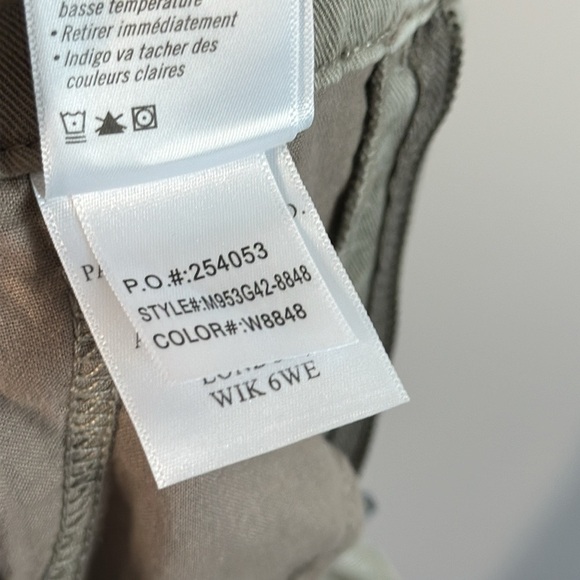 basse température
• Retirer immédiatement
• Indigo va tacher des
couleurs claires
P.O.#:254053
STYLE#:M953G42-8848
COLOR#:W8848
WIK 6WE